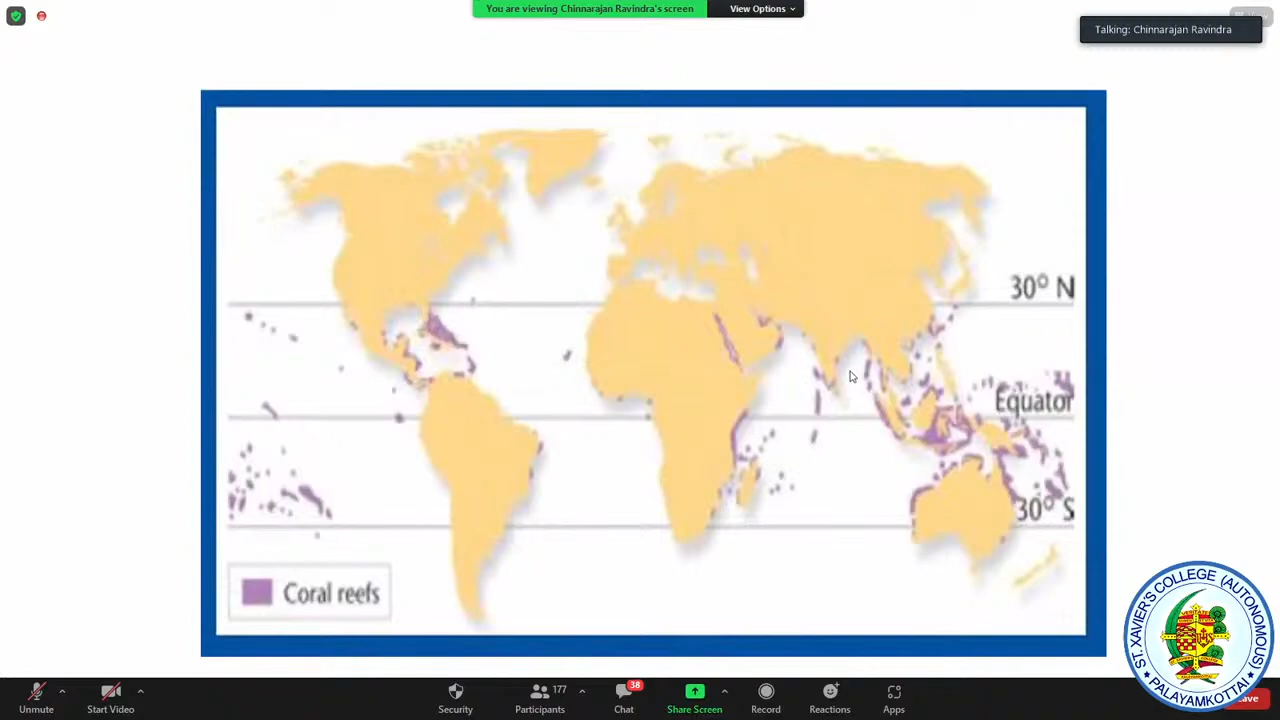 You are viewing Chinnarajan Ravindra's screen
View Options
View
Talking: Chinnarajan Ravindra
30° N
Equator
30° S
Coral reefs
ST. XAVIER'S COLLEGE (AUTONOMOUS)
PALAYAMKOTTAI
Unmute
Start Video
Security
177
Participants
38
Chat
Share Screen
Record
Reactions
Apps